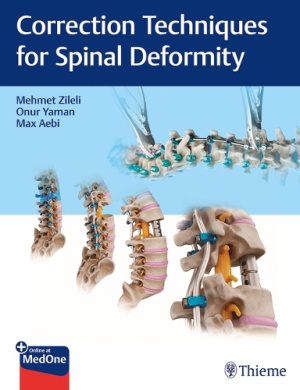 Correction Techniques
for Spinal Deformity
Mehmet Zileli
Onur Yaman
Max Aebi
Online at
MedOne
Thieme